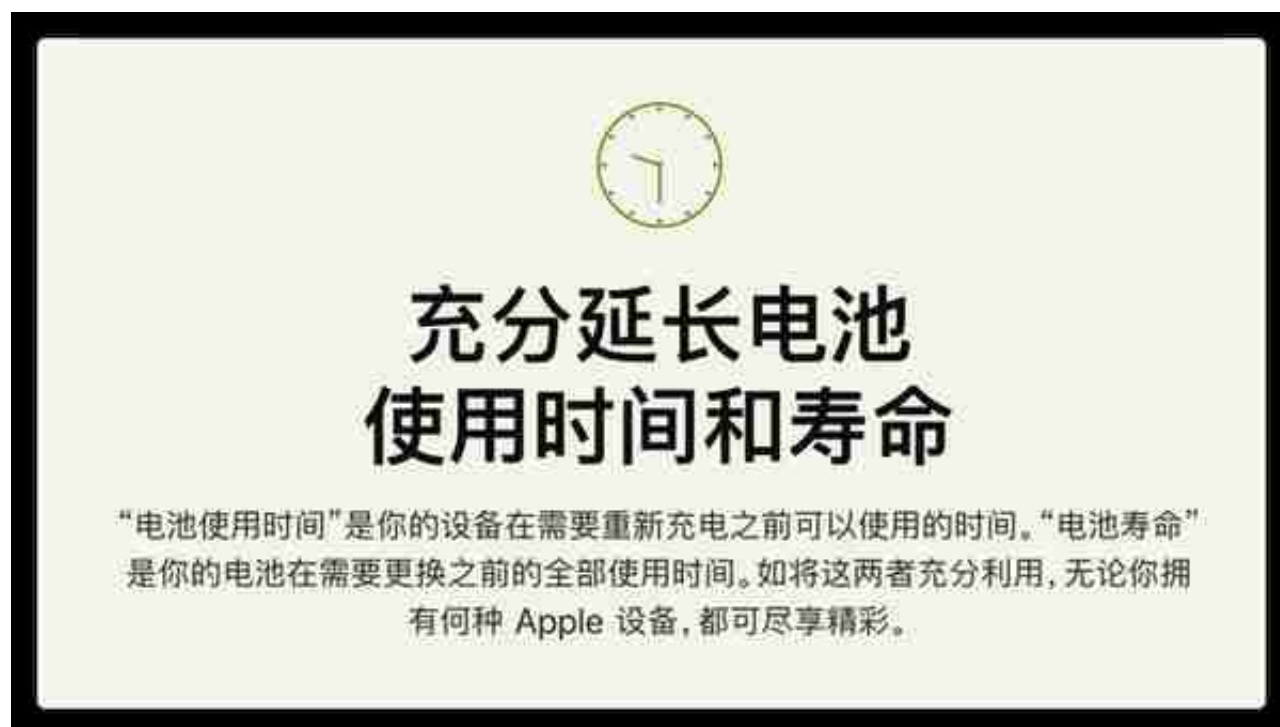 充分延长电池
使用时间和寿命
“电池使用时间”是你的设备在需要重新充电之前可以使用的时间。“电池寿命”
是你的电池在需要更换之前的全部使用时间。如将这两者充分利用，无论你拥
有何种 Apple 设备，都可尽享精彩。